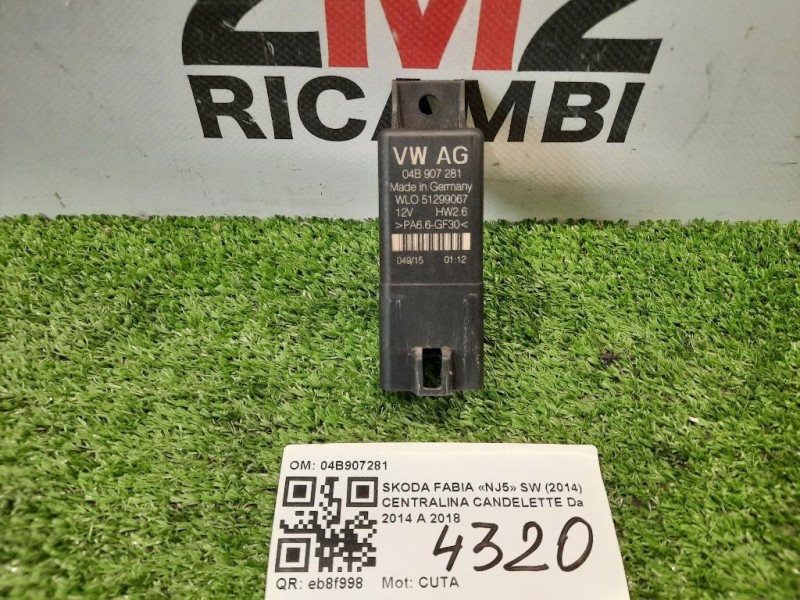 2M2
RICAMBI
VW AG
04B 907 281
Made in Germany
WLO 51299067
12V HW2.6
>PA6.6-GF30<
049/15 01:12
OM: 04B907281
SKODA FABIA «NJ5» SW (2014)
CENTRALINA CANDELETTE Da
2014 A 2018
4320
QR: eb8f998 Mot: CUTA